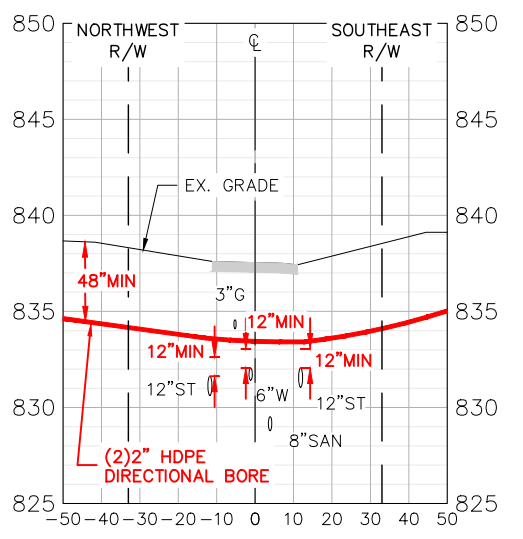 850
NORTHWEST
R/W
℄
SOUTHEAST
R/W
850
845
845
EX. GRADE
840
840
48"MIN
3"G
835
12"MIN
835
12"MIN
12"MIN
12"ST
6"W
12"ST
830
830
8"SAN
(2)2" HDPE
DIRECTIONAL BORE
825
825
-50 -40 -30 -20 -10 0 10 20 30 40 50